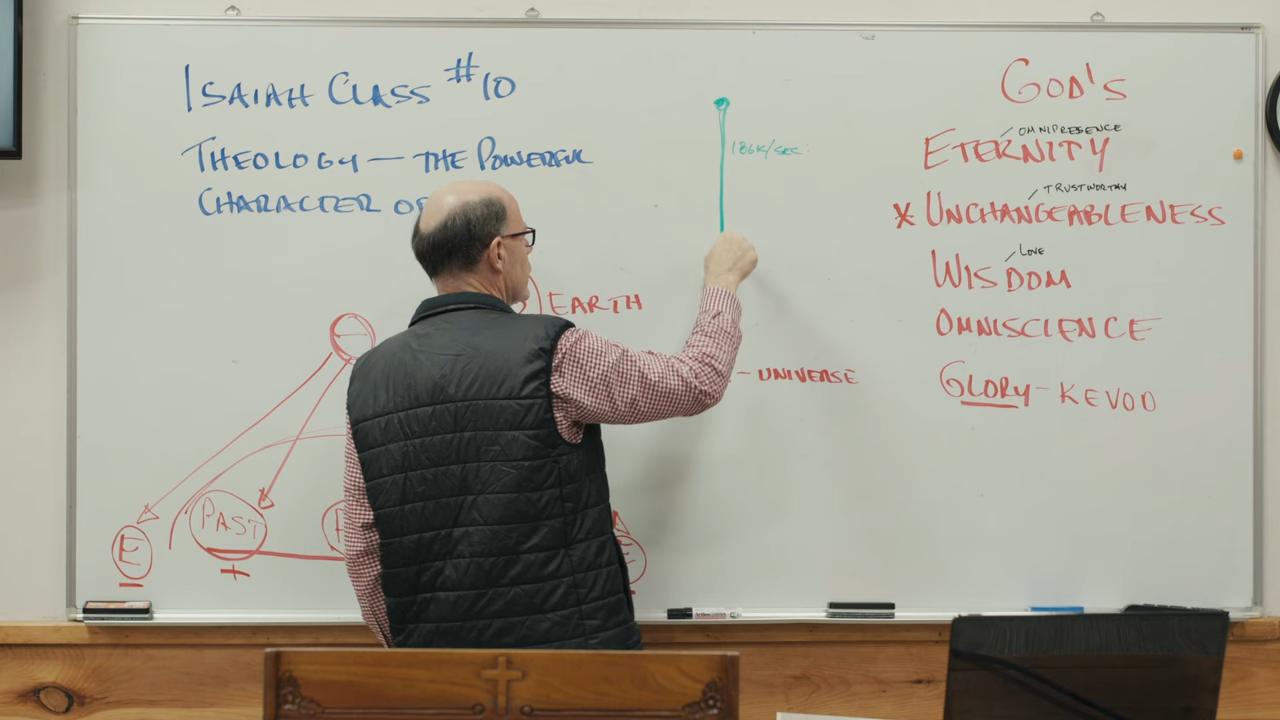 ISAIAH CLASS #10
THEOLOGY — THE POWERFUL
CHARACTER OF
EARTH
- UNIVERSE
E
PAST
186K/SEC.
GOD'S
OMNIPRESENCE
ETERNITY
TRUSTWORTHY
* UNCHANGEABLENESS
LOVE
WISDOM
OMNISCIENCE
GLORY - KEVOD